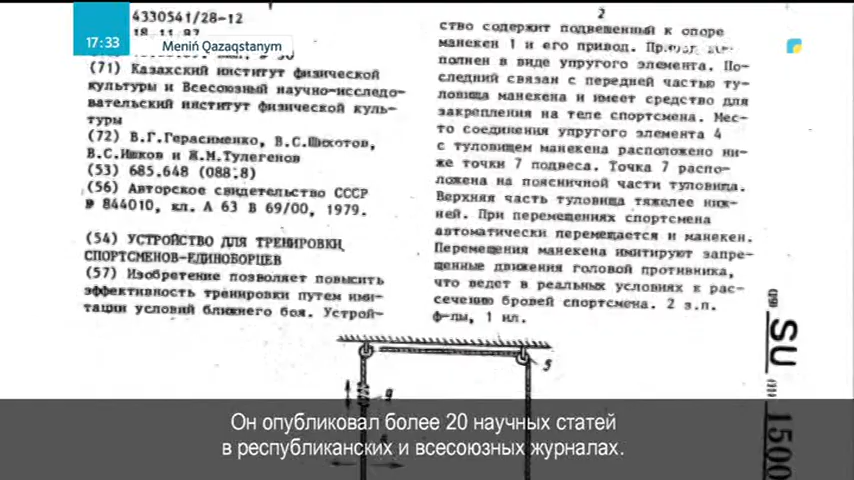 17:33
Meniń Qazaqstanym
4330541/28-12
18.11.87
(71) Казахский институт физической
культуры и Всесоюзный научно-исследо-
вательский институт физической куль-
туры
(72) В.Г.Герасименко, В.С.Шихотов,
В.С.Ишков и Ж.М.Тулегенов
(53) 685.648 (088.8)
(56) Авторское свидетельство СССР
№ 844010, кл. А 63 В 69/00, 1979.
(54) УСТРОЙСТВО ДЛЯ ТРЕНИРОВКИ
СПОРТСМЕНОВ-ЕДИНОБОРЦЕВ
(57) Изобретение позволяет повысить
эффективность тренировки путем ими-
тации условий ближнего боя. Устрой-
2
ство содержит подвешенный к опоре
манекен 1 и его привод.
полнен в виде упругого элемента. По-
следний связан с передней частью ту-
ловища манекена и имеет средство для
закрепления на теле спортсмена. Мес-
то соединения упругого элемента 4
с туловищем манекена расположено ни-
же точки 7 подвеса. Точка 7 распо-
ложена на поясничной части туловища.
Верхняя часть туловища тяжелее ниж-
ней. При перемещениях спортсмена
автоматически перемещается и манекен.
Перемещения манекена имитируют запре-
щенные движения головой противника,
что ведет в реальных условиях к рас-
сечению бровей спортсмена. 2 з.п.
ф-лы, 1 ил.
5
9
(19) SU (11) 1500
Он опубликовал более 20 научных статей
в республиканских и всесоюзных журналах.